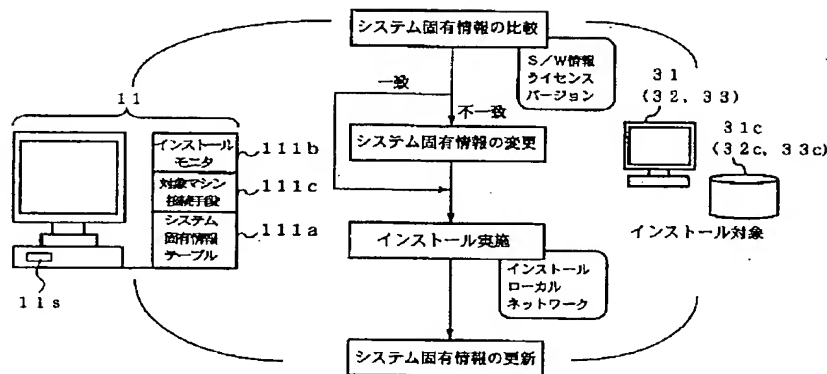 システム固有情報の比較
S/W情報
ライセンス
バージョン
一致
不一致
システム固有情報の変更
インストール実施
インストール
ローカル
ネットワーク
システム固有情報の更新
11
インストール
モニタ
111b
対象マシン
接続手段
111c
システム
固有情報
テーブル
111a
11s
31
(32、33)
31c
(32c、33c)
インストール対象